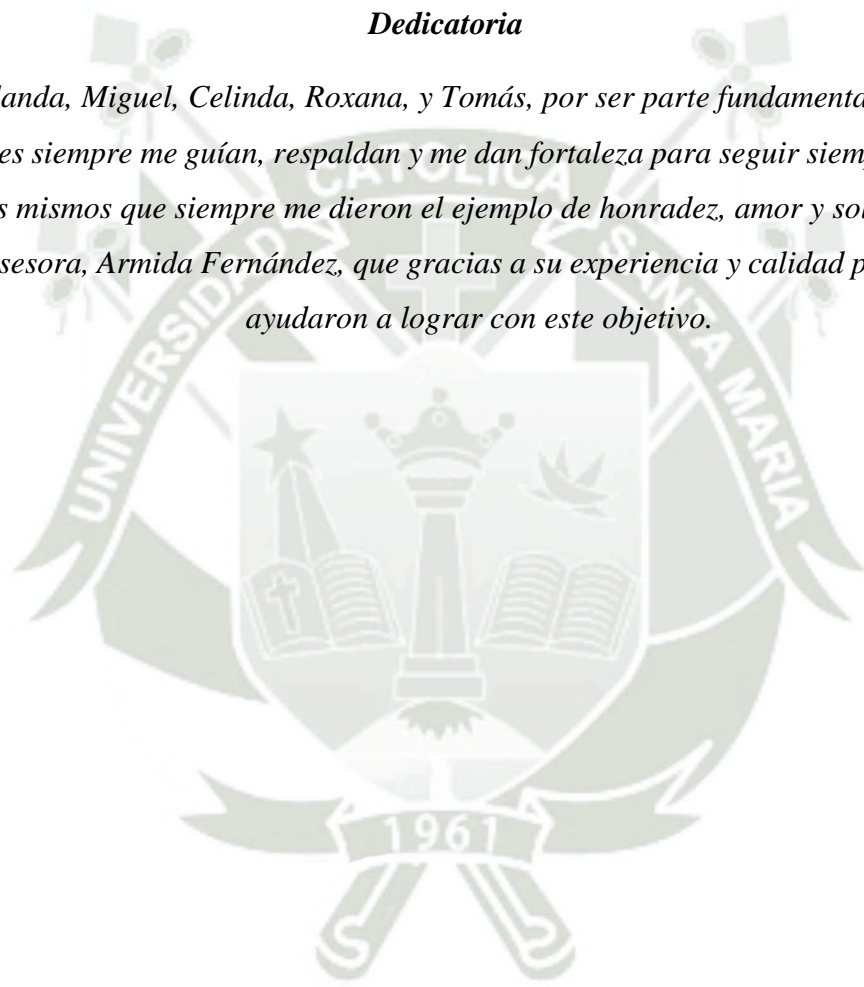 Dedicatoria
landa, Miguel, Celinda, Roxana, y Tomás, por ser parte fundamenta
es siempre me guían, respaldan y me dan fortaleza para seguir siem
s mismos que siempre me dieron el ejemplo de honradez, amor y so
sesora, Armida Fernández, que gracias a su experiencia y calidad p
ayudaron a lograr con este objetivo.
UNIVERSIDAD CATOLICA SANTA MARIA
1961